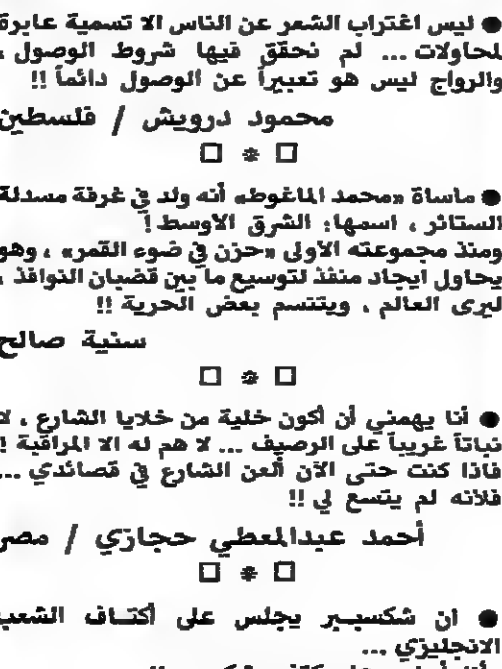 ● ليس اغتراب الشعر عن الناس الا تسمية عابرة
لمحاولات ... لم نحقق فيها شروط الوصول ،
والرواج ليس هو تعبيراً عن الوصول دائماً !!
محمود درويش / فلسطين
□ * □
● ماساة «محمد الماغوط» أنه ولد في غرفة مسدلة
الستائر ، اسمها: الشرق الاوسط !
ومنذ مجموعته الاولى «حزن في ضوء القمر» ، وهو
يحاول ايجاد منفذ لتوسيع ما بين قضبان النوافذ ،
ليرى العالم ، ويتنسم بعض الحرية !!
سنية صالح
□ * □
● أنا يهمني أن أكون خلية من خلايا الشارع ، لا
نباتاً غريباً على الرصيف ... لا هم له الا المراقبة !
فاذا كنت حتى الآن ألعن الشارع في قصائدي ...
فلانه لم يتسع لي !!
أحمد عبدالمعطي حجازي / مصر
□ * □
● ان شكسبير يجلس على أكتاف الشعب
الانجليزي ...